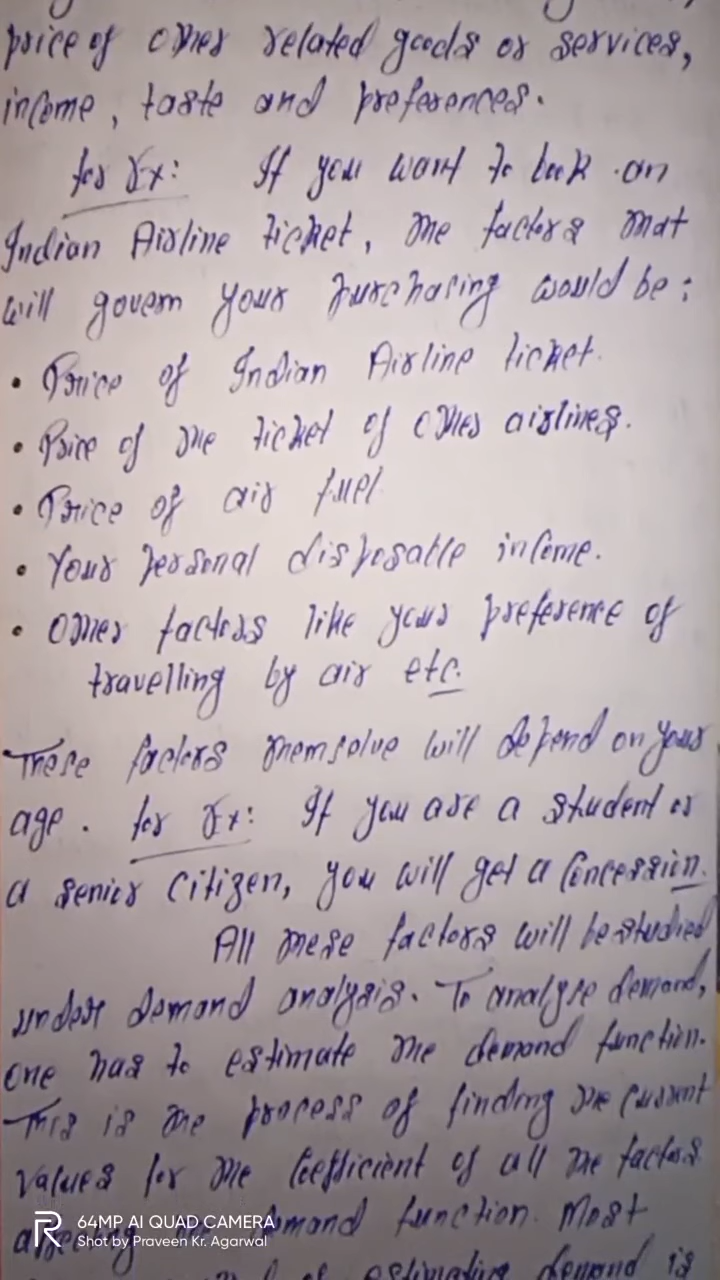 price of other related goods or services,
income, taste and preferences.
for Ex: If you want to book an
Indian Airline ticket, the factors that
will govern your purchasing would be:
• Price of Indian Airline ticket.
• Price of the ticket of other airlines.
• Price of air fuel
• Your personal disposable income.
• Other factors like your preference of
travelling by air etc.
These factors themselve will depend on your
age. for Ex: If you are a student or
a senior citizen, you will get a concession.
All these factors will be studied
under demand analysis. To analyse demand,
one has to estimate the demand function.
This is the process of finding the current
values for the coefficient of all the factors
affecting demand function. Most
of estimating demand is
64MP AI QUAD CAMERA
Shot by Praveen Kr. Agarwal